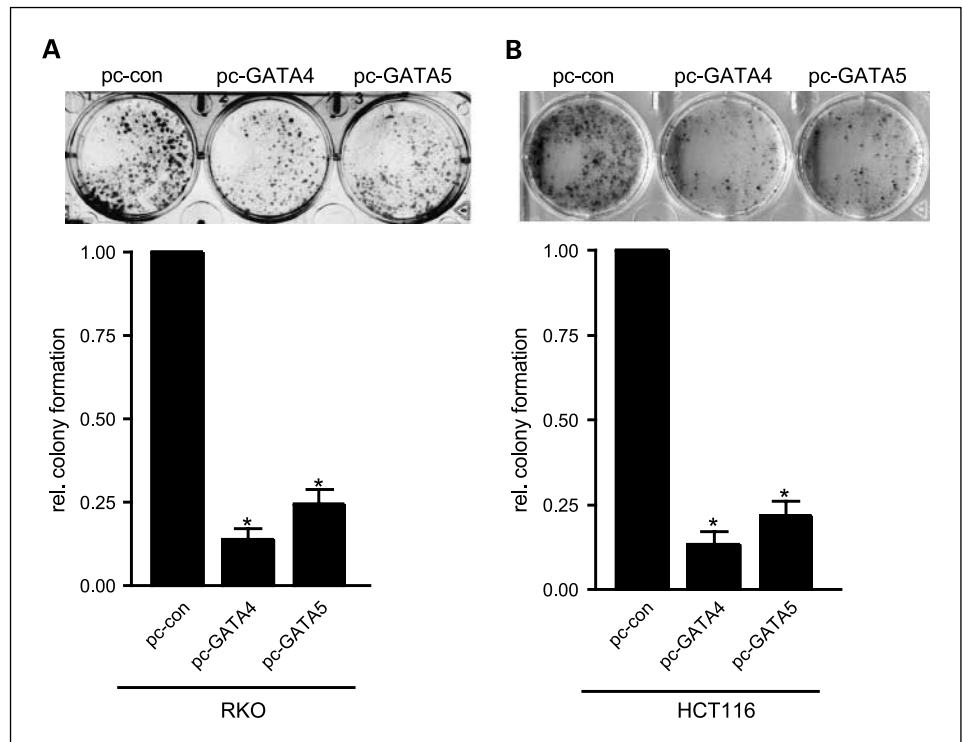 A
pc-con pc-GATA4 pc-GATA5
1 2 3
1.00
0.75
0.50
0.25
0.00
rel. colony formation
*
*
pc-con
pc-GATA4
pc-GATA5
RKO
B
pc-con pc-GATA4 pc-GATA5
1.00
0.75
0.50
0.25
0.00
rel. colony formation
*
*
pc-con
pc-GATA4
pc-GATA5
HCT116